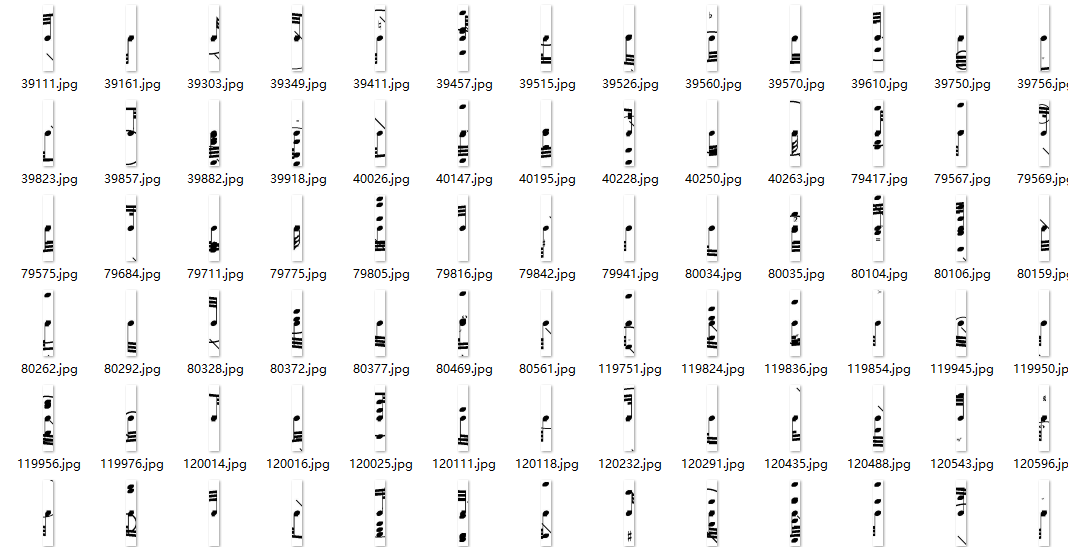 39111.jpg 39161.jpg 39303.jpg 39349.jpg 39411.jpg 39457.jpg 39515.jpg 39526.jpg 39560.jpg 39570.jpg 39610.jpg 39750.jpg 39756.jpg
39823.jpg 39857.jpg 39882.jpg 39918.jpg 40026.jpg 40147.jpg 40195.jpg 40228.jpg 40250.jpg 40263.jpg 79417.jpg 79567.jpg 79569.jpg
79575.jpg 79684.jpg 79711.jpg 79775.jpg 79805.jpg 79816.jpg 79842.jpg 79941.jpg 80034.jpg 80035.jpg 80104.jpg 80106.jpg 80159.jpg
80262.jpg 80292.jpg 80328.jpg 80372.jpg 80377.jpg 80469.jpg 80561.jpg 119751.jpg 119824.jpg 119836.jpg 119854.jpg 119945.jpg 119950.jpg
119956.jpg 119976.jpg 120014.jpg 120016.jpg 120025.jpg 120111.jpg 120118.jpg 120232.jpg 120291.jpg 120435.jpg 120488.jpg 120543.jpg 120596.jpg